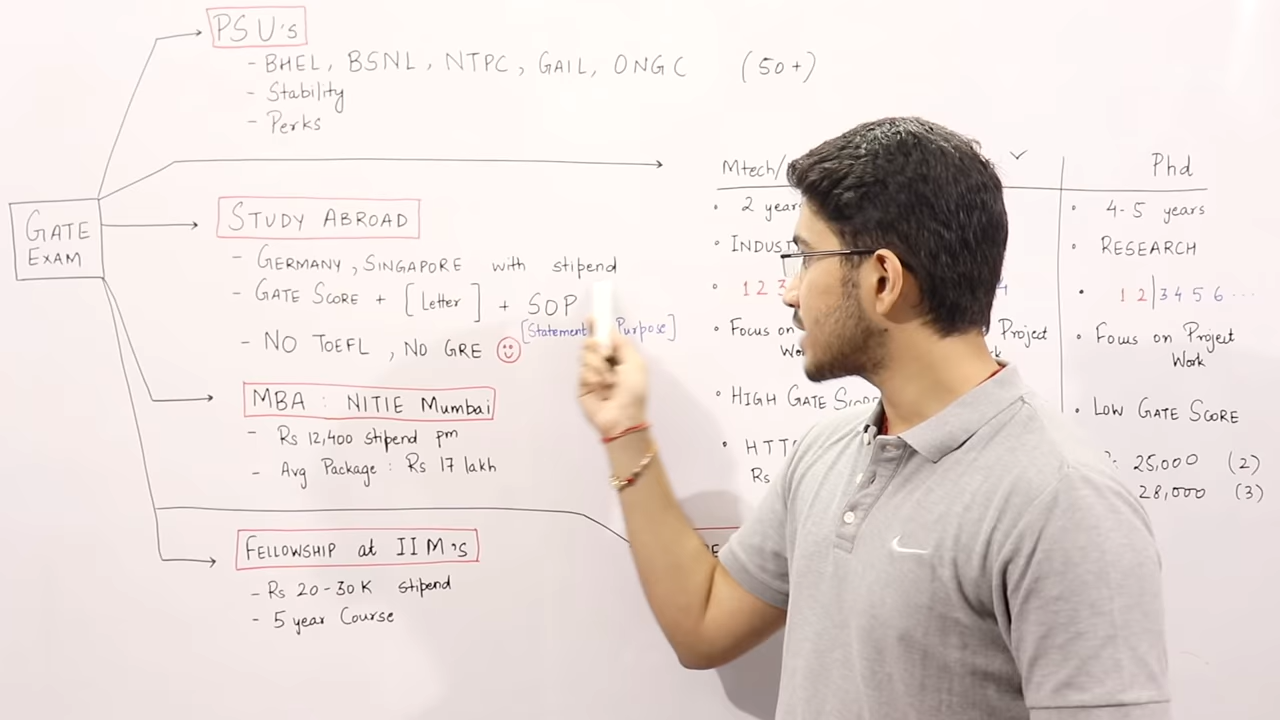 PSU's
- BHEL, BSNL, NTPC, GAIL, ONGC (50+)
- Stability
- Perks
GATE
EXAM
STUDY ABROAD
- GERMANY, SINGAPORE with stipend
- GATE SCORE + [Letter] + SOP
[Statement Purpose]
- NO TOEFL, NO GRE
MBA : NITIE Mumbai
- Rs 12,400 stipend pm
- Avg Package : Rs 17 lakh
FELLOWSHIP at IIM's
- Rs 20-30K stipend
- 5 year Course
Mtech/
• 2 year
•
• 1 2 3
• Focus on
• HIGH GATE
•
Rs
4
Project
Phd
• 4-5 years
• RESEARCH
• 1 2 | 3 4 5 6 ...
• Focus on Project
Work
• LOW GATE SCORE
: 25,000 (2)
28,000 (3)